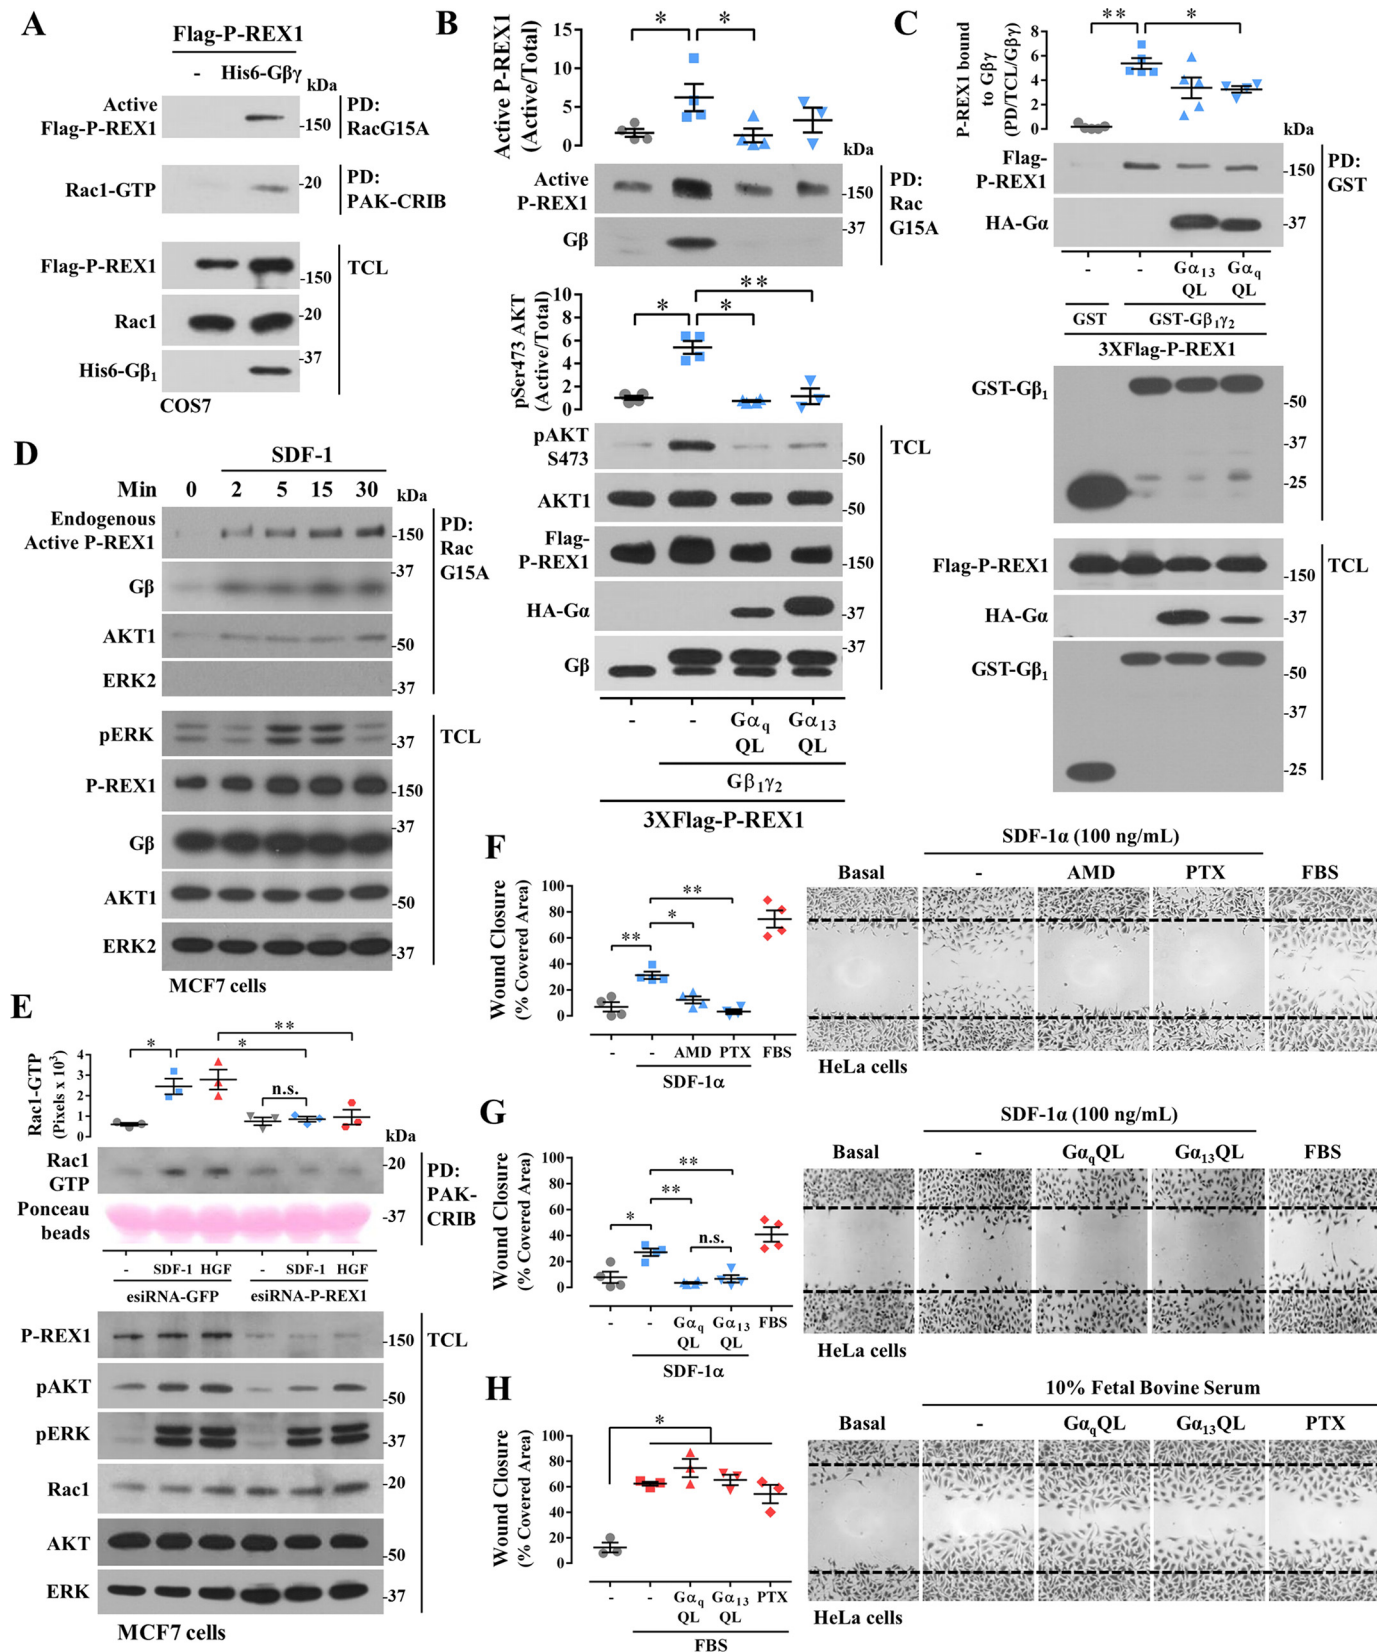 A
Flag-P-REX1
- His6-Gβγ
kDa
Active
Flag-P-REX1
-150
PD:
RacG15A
Rac1-GTP
-20
PD:
PAK-CRIB
Flag-P-REX1
-150
TCL
Rac1
-20
His6-Gβ1
-37
COS7
B
Active P-REX1
(Active/Total)
15
10
5
0
* *
kDa
Active
P-REX1
-150
PD:
Rac
G15A
Gβ
-37
pSer473 AKT
(Active/Total)
10
8
6
4
2
0
* * **
pAKT
S473
-50
TCL
AKT1
-50
Flag-
P-REX1
-150
HA-Gα
-37
Gβ
-37
- - Gαq Gα13
QL QL
Gβ1γ2
3XFlag-P-REX1
C
P-REX1 bound
to Gβγ
(PD/TCL/Gβγ)
8
6
4
2
0
** *
kDa
Flag-
P-REX1
-150
PD:
GST
HA-Gα
-37
- - Gα13 Gαq
QL QL
GST GST-Gβ1γ2
3XFlag-P-REX1
GST-Gβ1
-50
-37
-25
Flag-P-REX1
-150
TCL
HA-Gα
-37
GST-Gβ1
-50
-37
-25
D
SDF-1
Min 0 2 5 15 30
kDa
Endogenous
Active P-REX1
-150
PD:
Rac
G15A
Gβ
-37
AKT1
-50
ERK2
-37
pERK
-37
TCL
P-REX1
-150
Gβ
-37
AKT1
-50
ERK2
-37
MCF7 cells
E
Rac1-GTP
(Pixels x 10³)
4
3
2
1
0
* * ** n.s.
kDa
Rac1
GTP
-20
PD:
PAK-
CRIB
Ponceau
beads
-37
- SDF-1 HGF - SDF-1 HGF
esiRNA-GFP esiRNA-P-REX1
P-REX1
-150
TCL
pAKT
-50
pERK
-37
Rac1
-20
AKT
-50
ERK
-37
MCF7 cells
F
Wound Closure
(% Covered Area)
100
80
60
40
20
0
** * **
- - AMD PTX FBS
SDF-1α
SDF-1α (100 ng/mL)
Basal - AMD PTX FBS
HeLa cells
G
Wound Closure
(% Covered Area)
100
80
60
40
20
0
* ** ** n.s.
- - Gαq Gα13 FBS
QL QL
SDF-1α
SDF-1α (100 ng/mL)
Basal - GαqQL Gα13QL FBS
HeLa cells
H
Wound Closure
(% Covered Area)
100
80
60
40
20
0
*
- - Gαq Gα13 PTX
QL QL
FBS
10% Fetal Bovine Serum
Basal - GαqQL Gα13QL PTX
HeLa cells